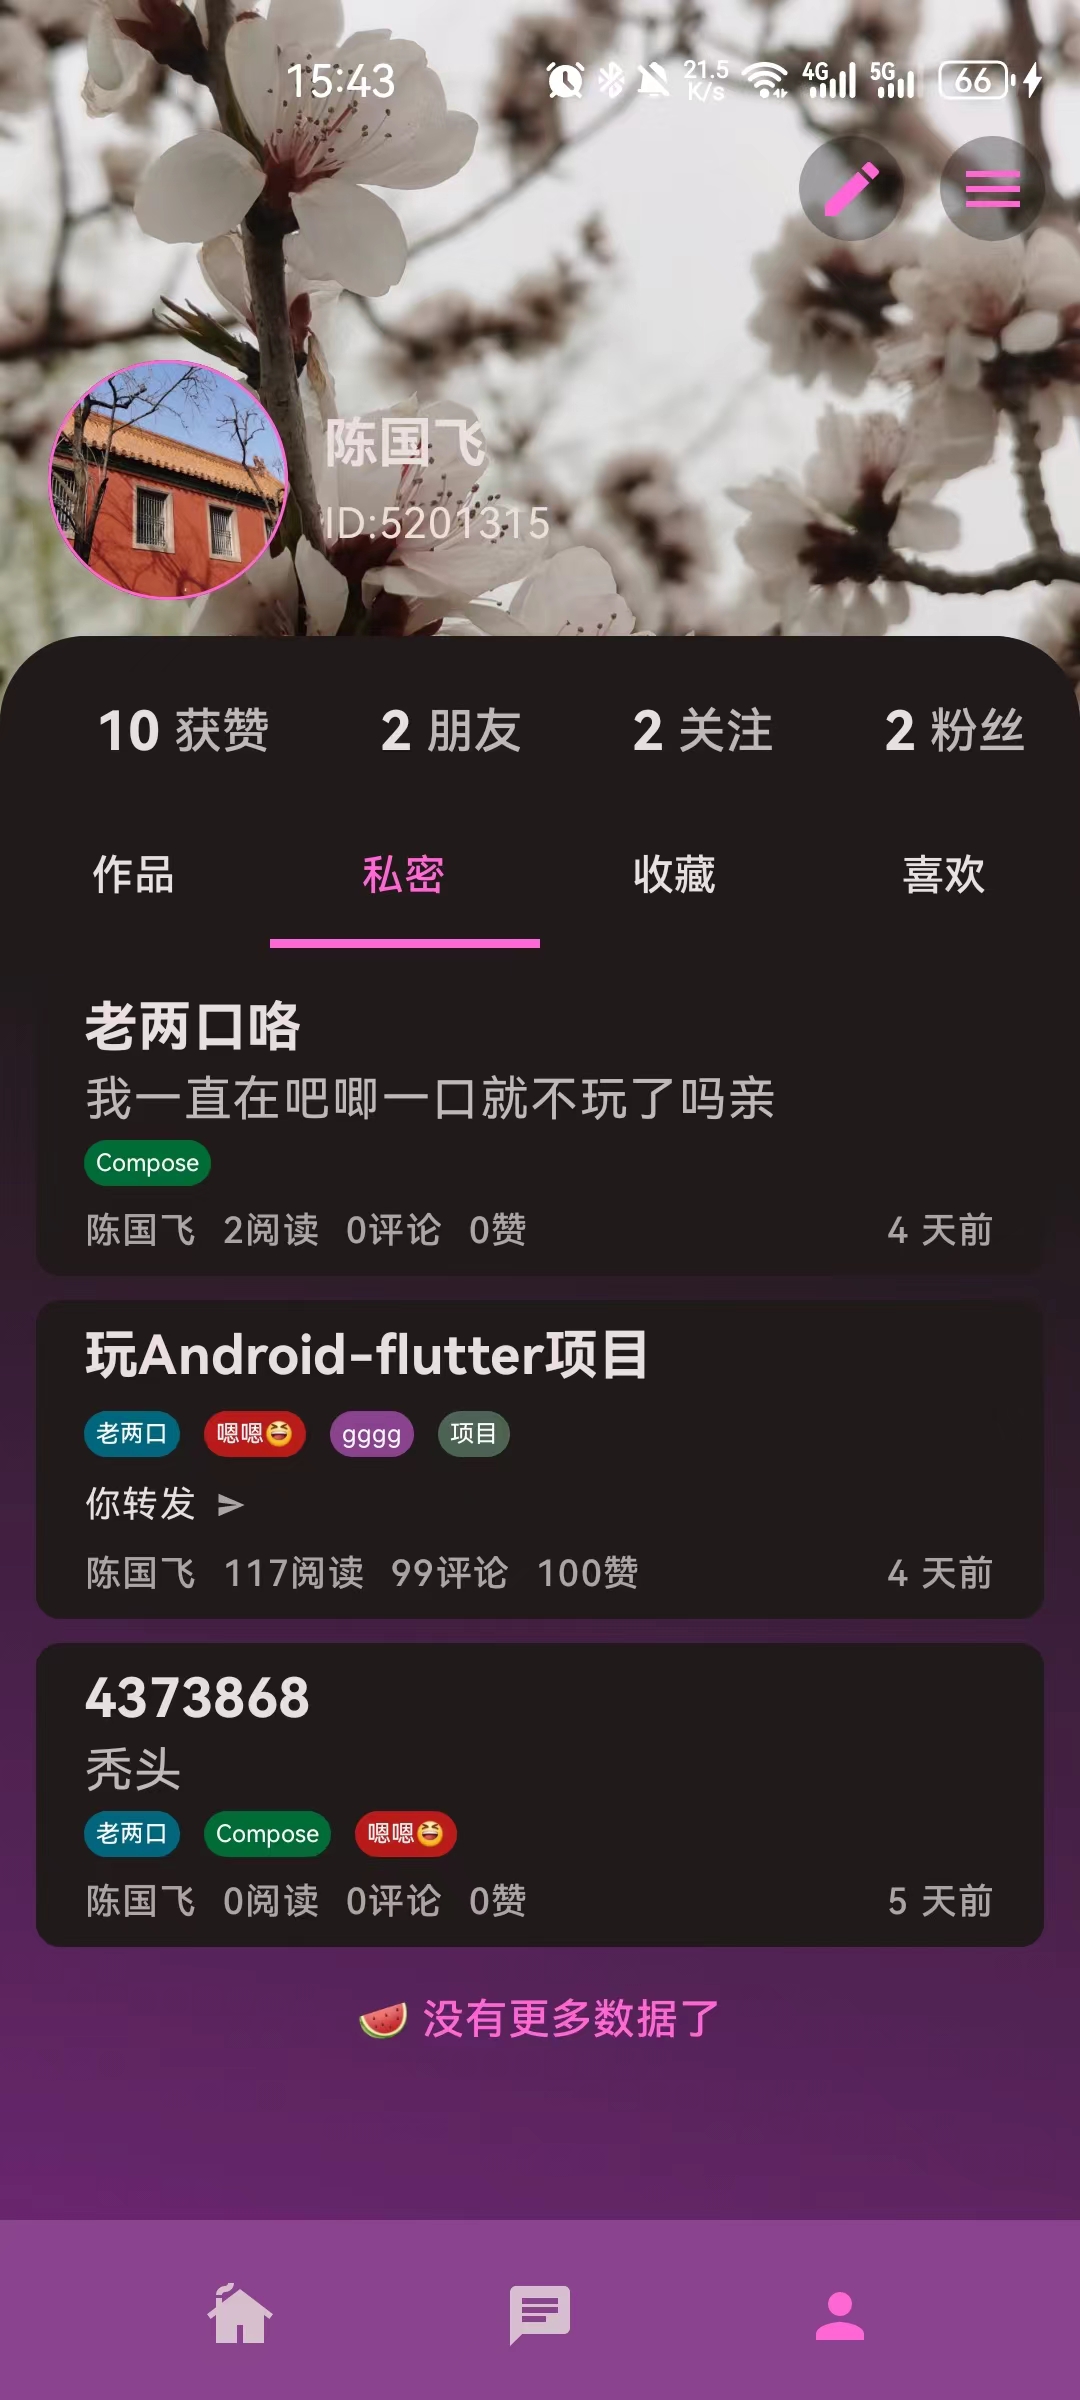 15:43 21.5 K/s 4G 5G 66
陈国飞
ID:5201315
10 获赞 2 朋友 2 关注 2 粉丝
作品 私密 收藏 喜欢
老两口咯
我一直在吧唧一口就不玩了吗亲
Compose
陈国飞 2阅读 0评论 0赞 4 天前
玩Android-flutter项目
老两口 嗯嗯😆 gggg 项目
你转发
陈国飞 117阅读 99评论 100赞 4 天前
4373868
秃头
老两口 Compose 嗯嗯😆
陈国飞 0阅读 0评论 0赞 5 天前
🍉 没有更多数据了